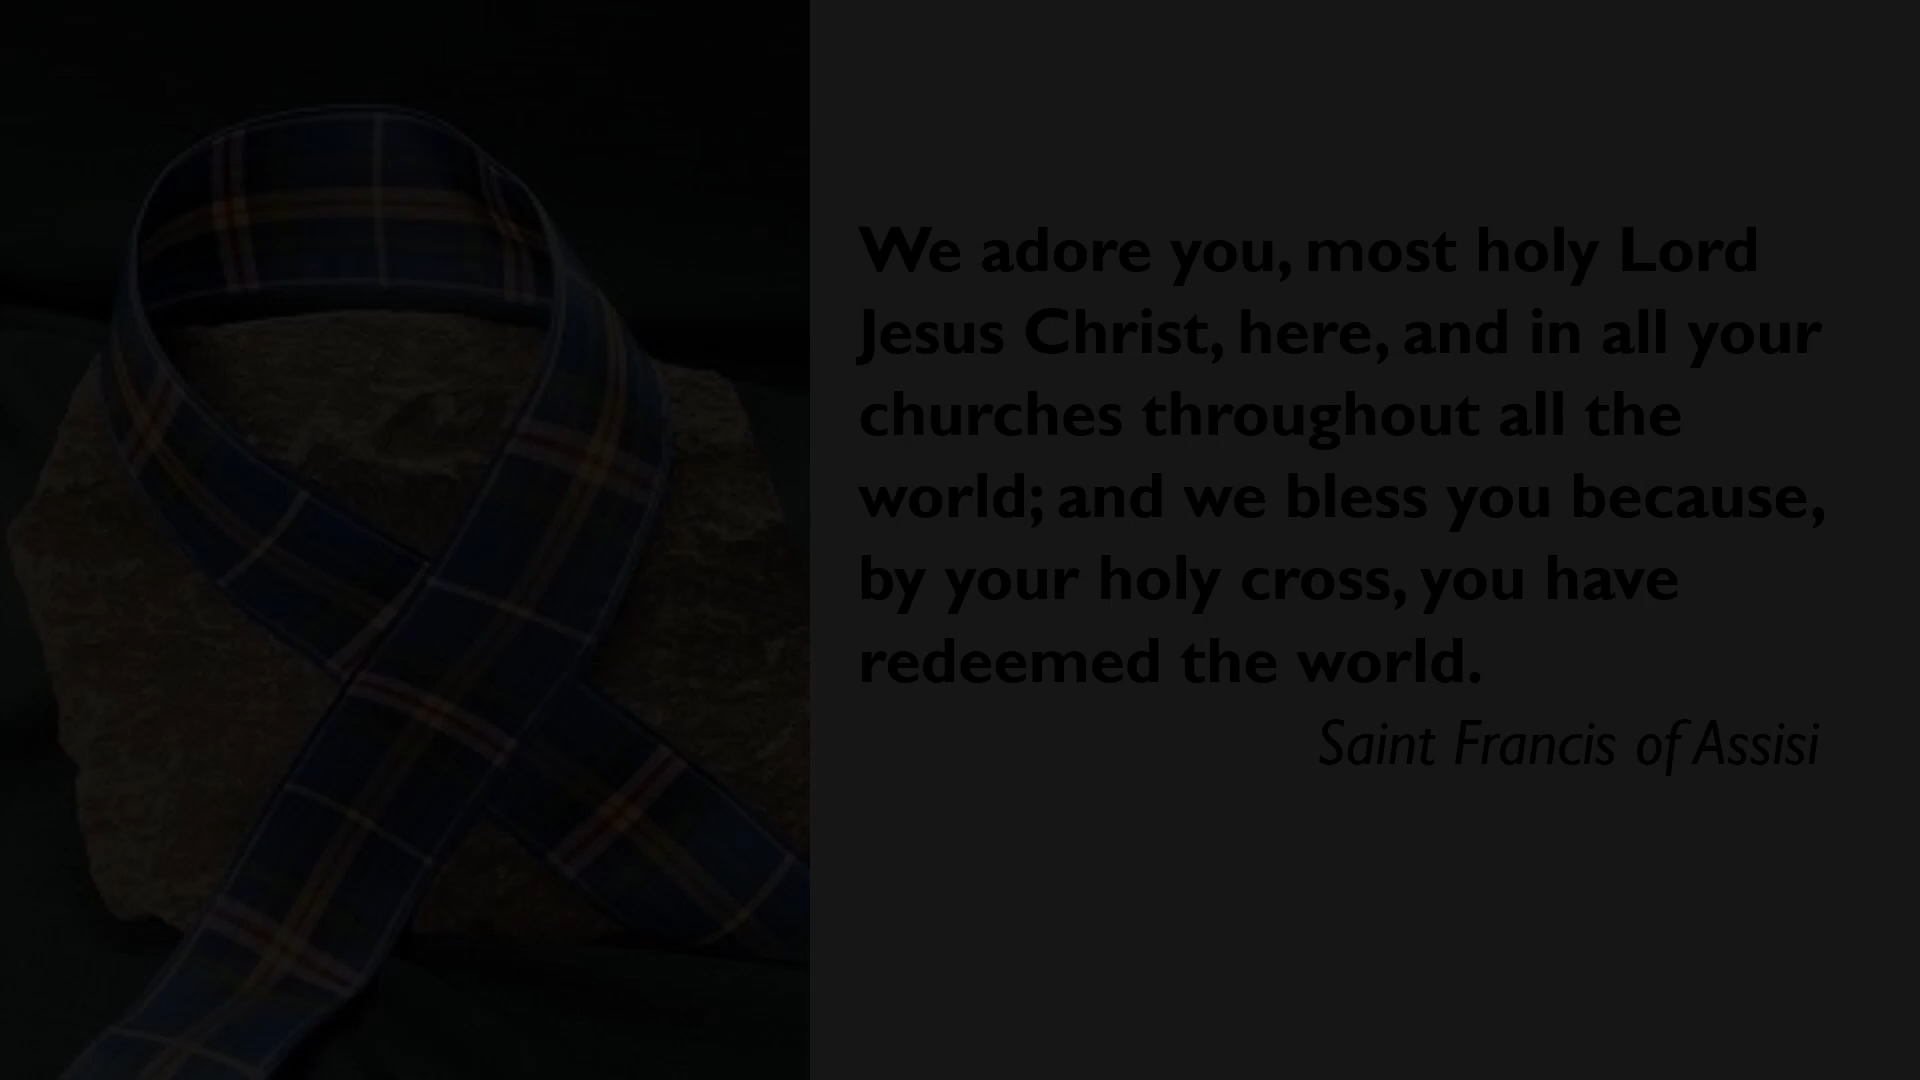 We adore you, most holy Lord
Jesus Christ, here, and in all your
churches throughout all the
world; and we bless you because,
by your holy cross, you have
redeemed the world.
Saint Francis of Assisi